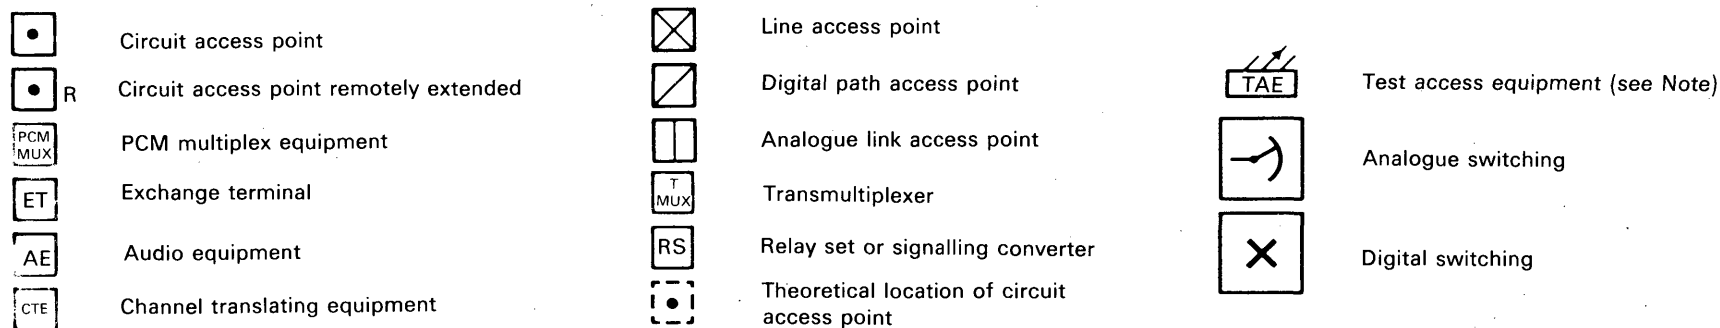 Circuit access point
R Circuit access point remotely extended
PCM
MUX
PCM multiplex equipment
ET Exchange terminal
AE Audio equipment
CTE Channel translating equipment
Line access point
Digital path access point
Analogue link access point
T
MUX
Transmultiplexer
RS Relay set or signalling converter
Theoretical location of circuit
access point
TAE Test access equipment (see Note)
Analogue switching
Digital switching